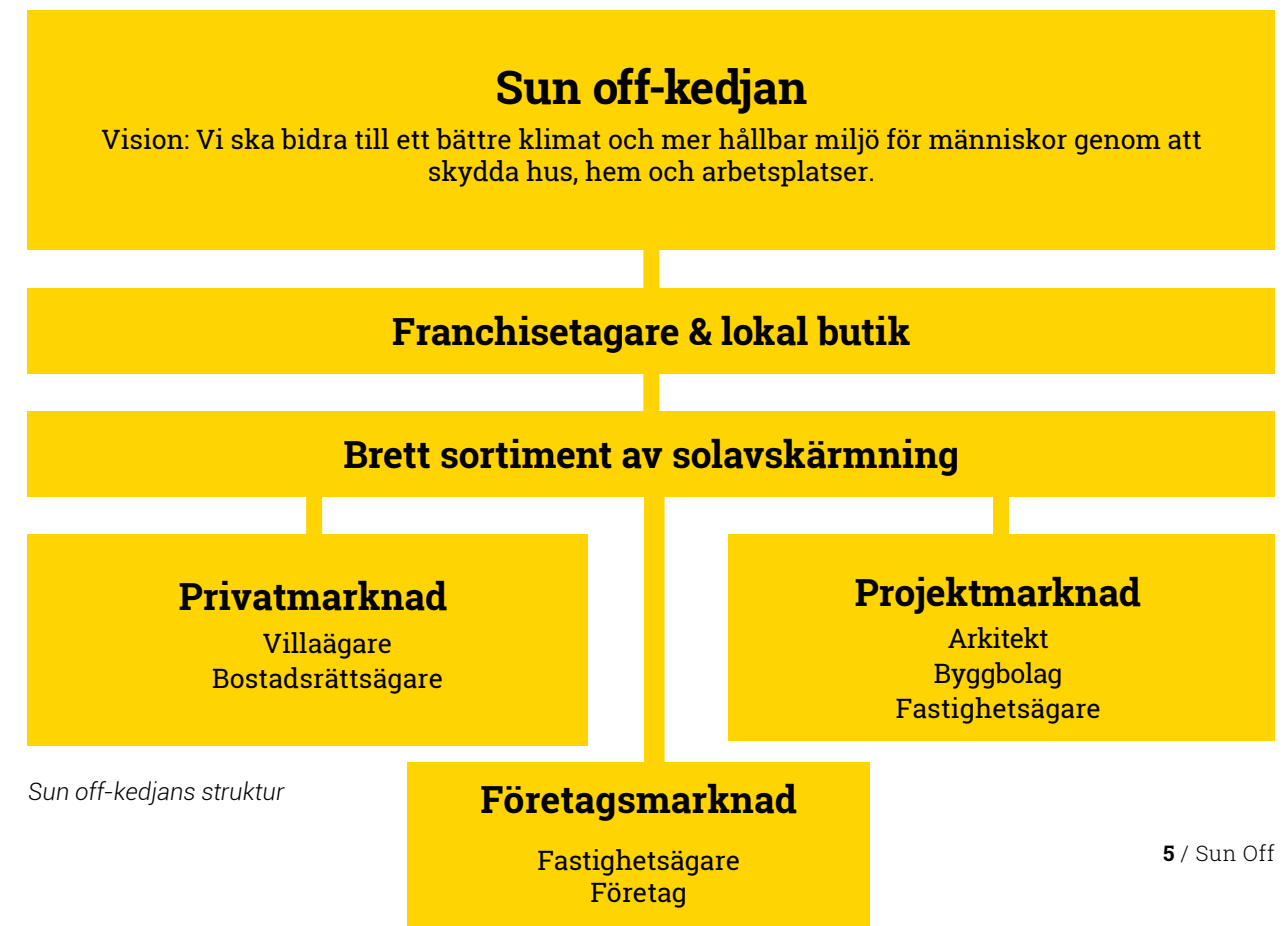 Sun off-kedjan
Vision: Vi ska bidra till ett bättre klimat och mer hållbar miljö för människor genom att
skydda hus, hem och arbetsplatser.
Franchisetagare & lokal butik
Brett sortiment av solavskärmning
Privatmarknad
Villaägare
Bostadsrättsägare
Projektmarknad
Arkitekt
Byggbolag
Fastighetsägare
Företagsmarknad
Fastighetsägare
Företag
Sun off-kedjans struktur
5 / Sun Off